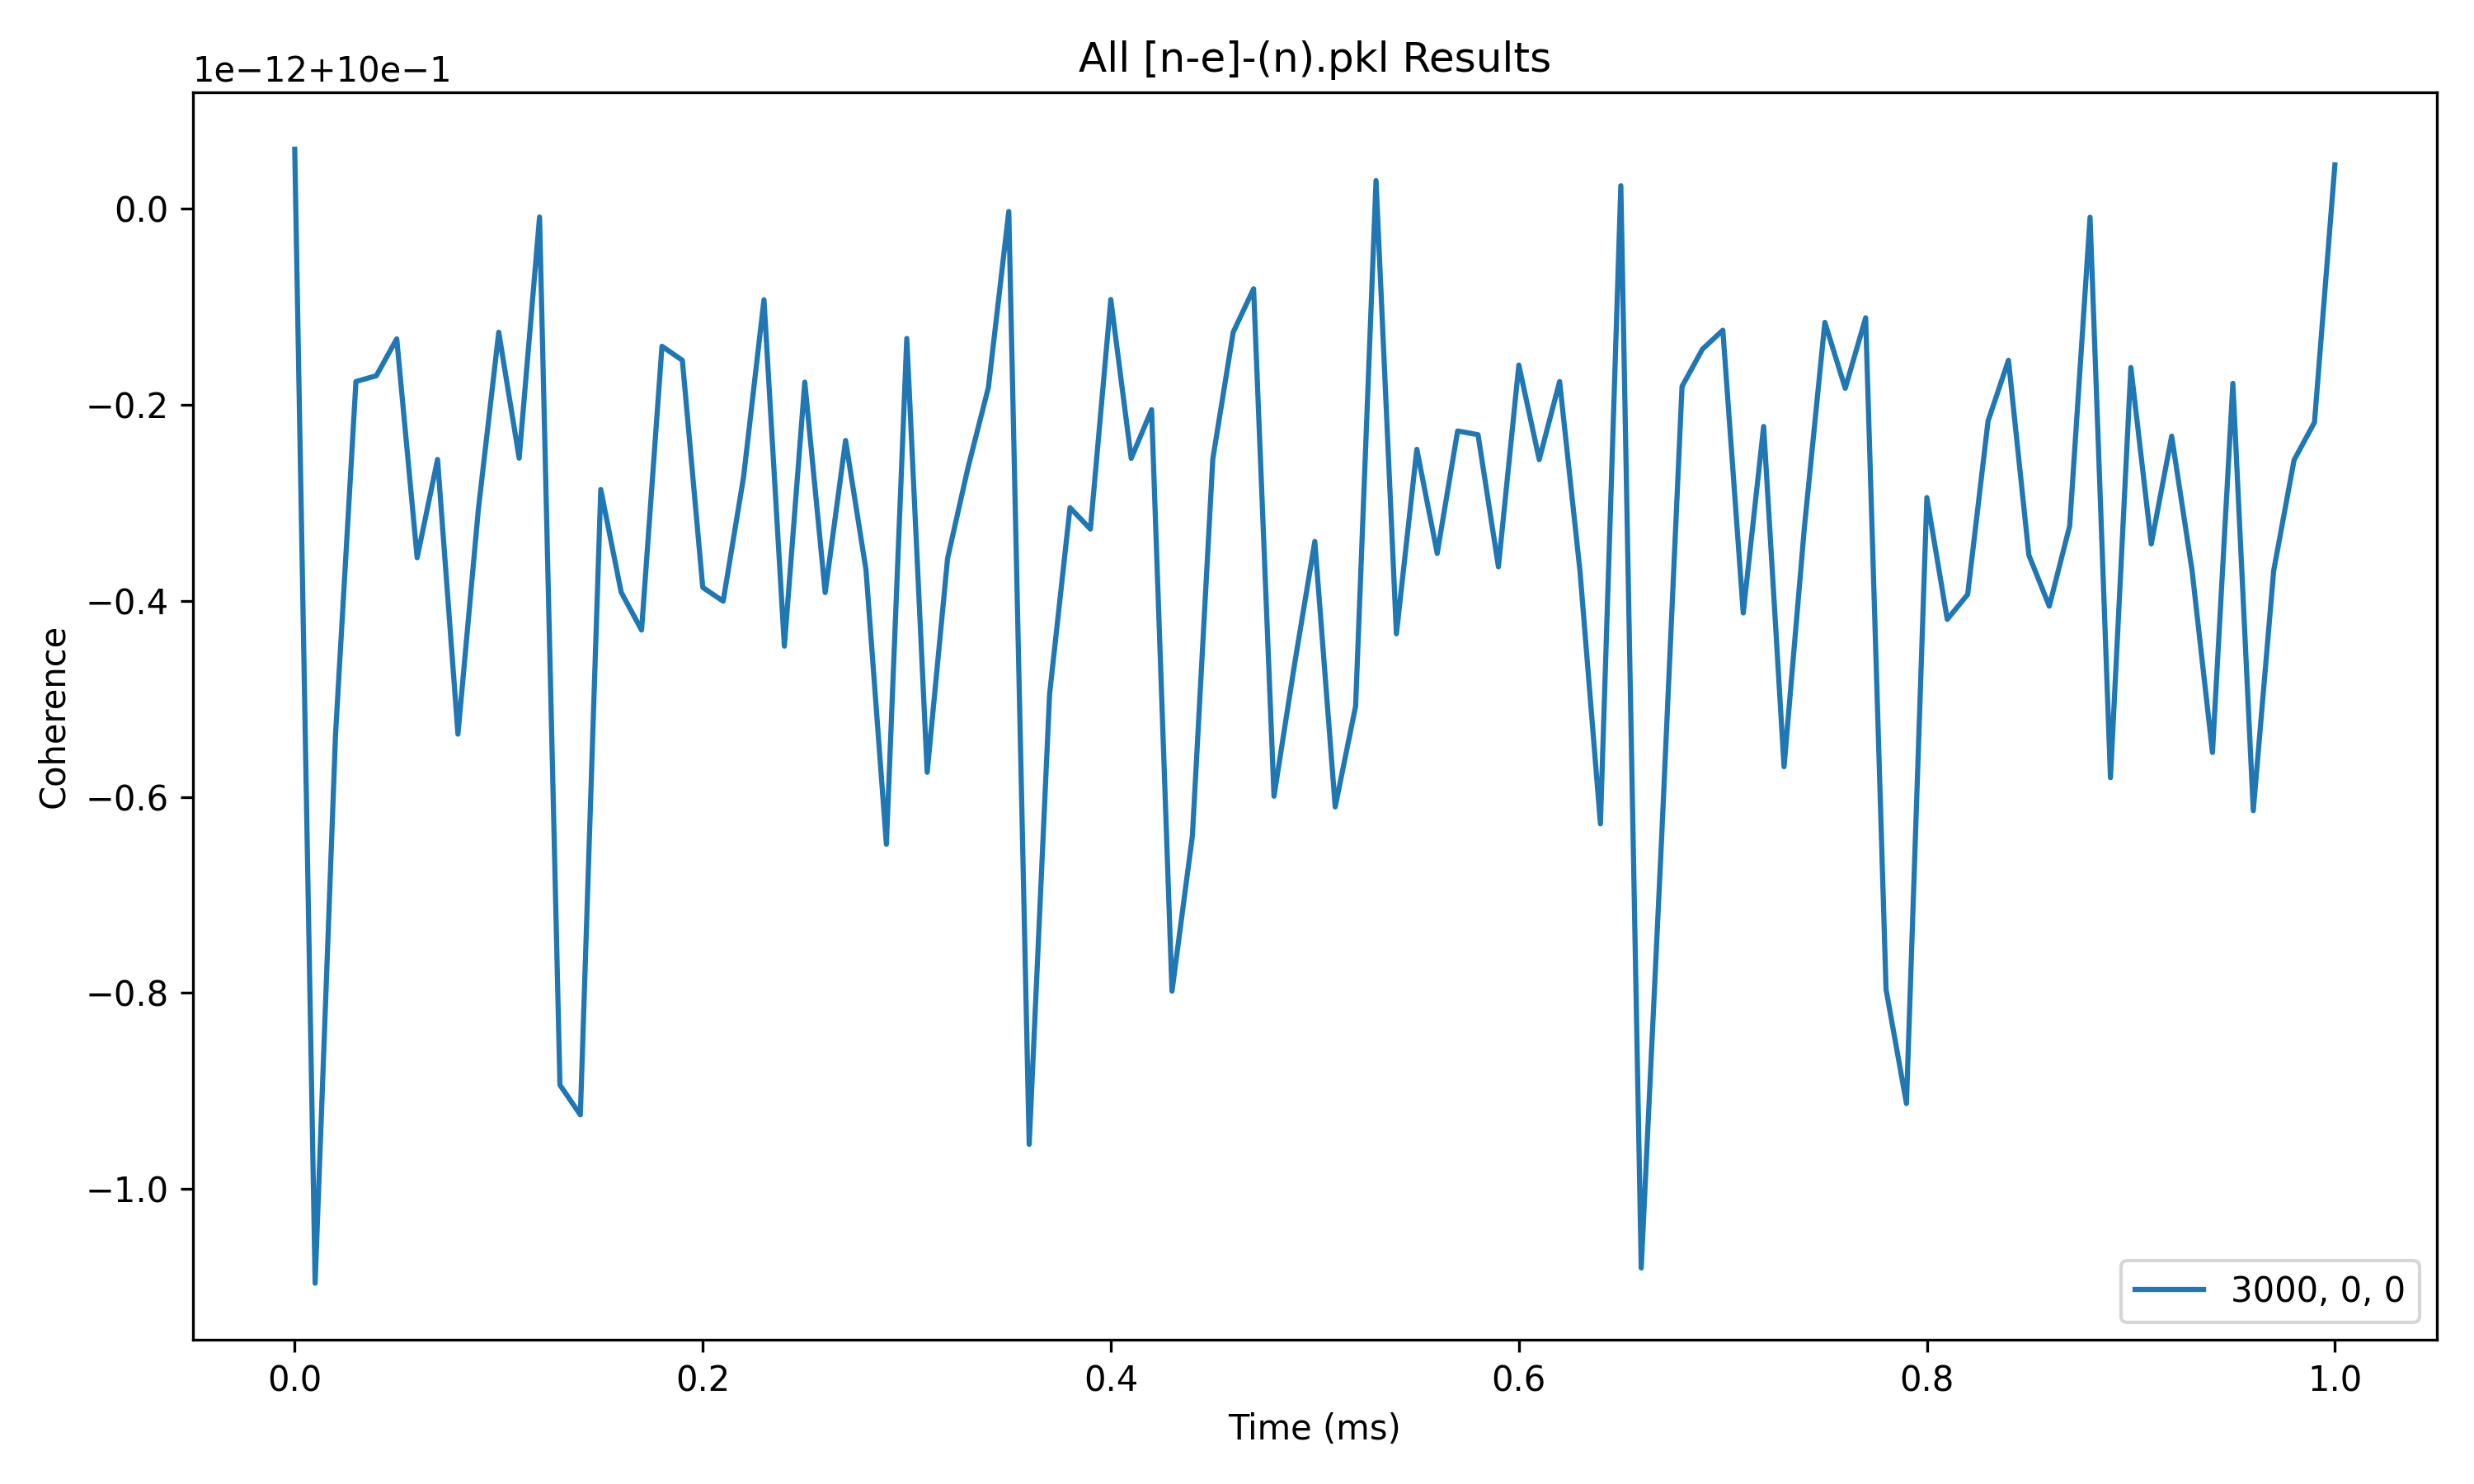 All [n-e]-(n).pkl Results
1e−12+10e−1
0.0
−0.2
−0.4
−0.6
−0.8
−1.0
Coherence
3000, 0, 0
0.0 0.2 0.4 0.6 0.8 1.0
Time (ms)